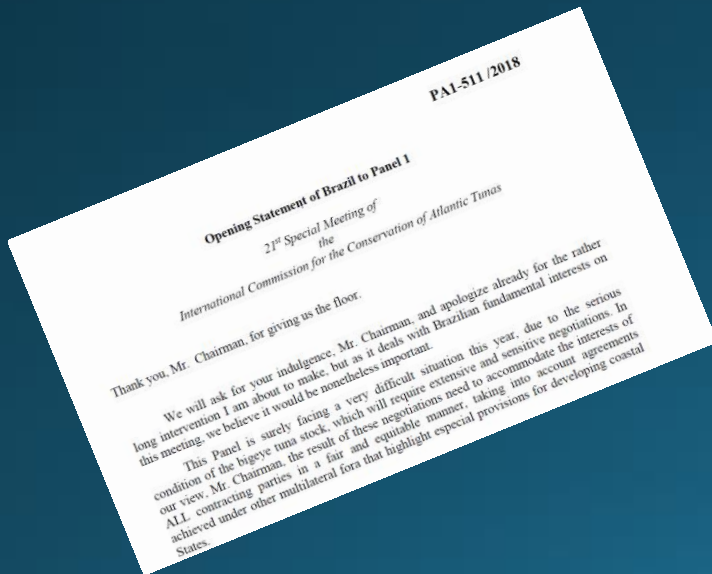 PA1-511 /2018
Opening Statement of Brazil to Panel 1
21st Special Meeting of
the
International Commission for the Conservation of Atlantic Tunas
Thank you, Mr. Chairman, for giving us the floor.
We will ask for your indulgence, Mr. Chairman, and apologize already for the rather
long intervention I am about to make, but as it deals with Brazilian fundamental interests on
this meeting, we believe it would be nonetheless important.
This Panel is surely facing a very difficult situation this year, due to the serious
condition of the bigeye tuna stock, which will require extensive and sensitive negotiations. In
our view, Mr. Chairman, the result of these negotiations need to accommodate the interests of
ALL contracting parties in a fair and equitable manner, taking into account agreements
achieved under other multilateral fora that highlight especial provisions for developing coastal
States.